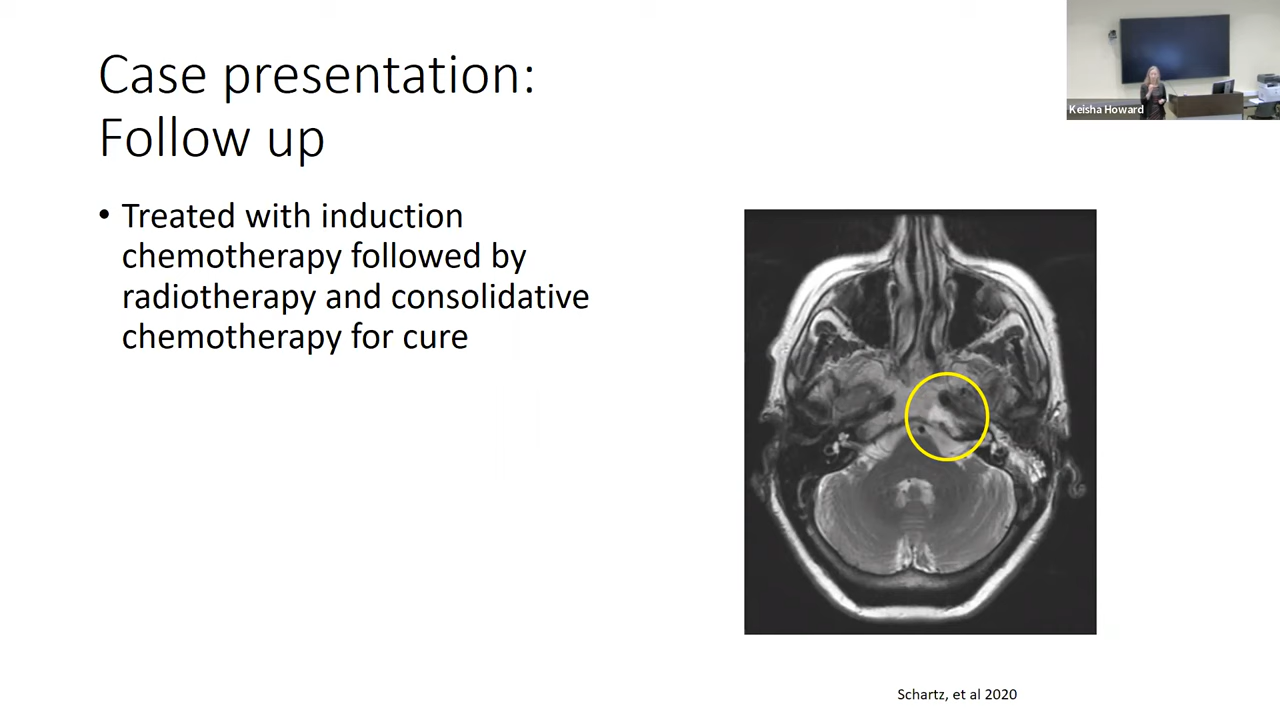 Case presentation:
Follow up
• Treated with induction
chemotherapy followed by
radiotherapy and consolidative
chemotherapy for cure
Keisha Howard
Schartz, et al 2020